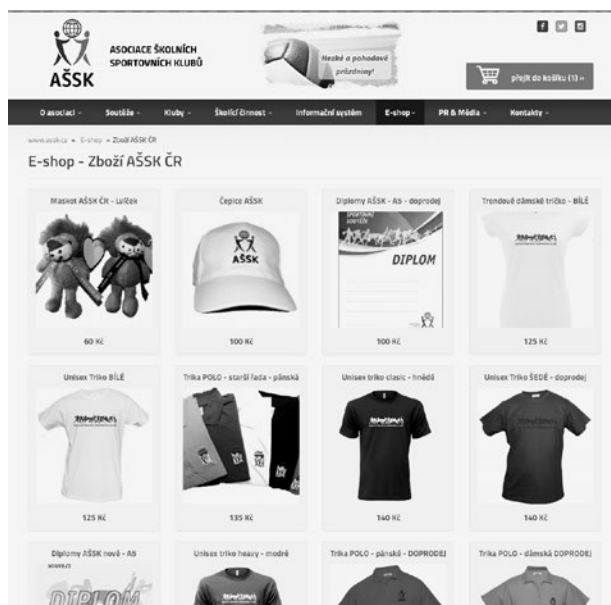 AŠSK
ASOCIACE ŠKOLNÍCH
SPORTOVNÍCH KLUBŮ
Hezké a pohodové
prázdniny!
přejít do košíku (1) »
O asociaci
Soutěže
Kluby
Školící činnost
Informační systém
E-shop
PR & Média
Kontakty
www.assk.cz » E-shop » Zboží AŠSK ČR
E-shop - Zboží AŠSK ČR
Maskot AŠSK ČR - Lvíček
Čepice AŠSK
Diplomy AŠSK - A5 - doprodej
Trendové dámské tričko - BÍLÉ
AŠSK
SPORTOVNÍ
SOUTĚŽE
DIPLOM
60 Kč
100 Kč
100 Kč
125 Kč
Unisex Triko BÍLÉ
Trika POLO - starší řada - pánská
Unisex triko clasic - hnědé
Unisex Triko ŠEDÉ - doprodej
125 Kč
135 Kč
140 Kč
140 Kč
Diplomy AŠSK nové - A5
Unisex triko heavy - modré
Trika POLO - pánské - DOPRODEJ
Trika POLO - dámská DOPRODEJ
DIPLOM